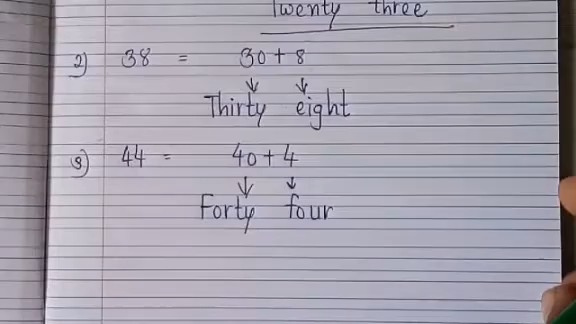 Twenty three
2) 38 = 30 + 8
↓ ↓
Thirty eight
3) 44 = 40 + 4
↓ ↓
Forty four